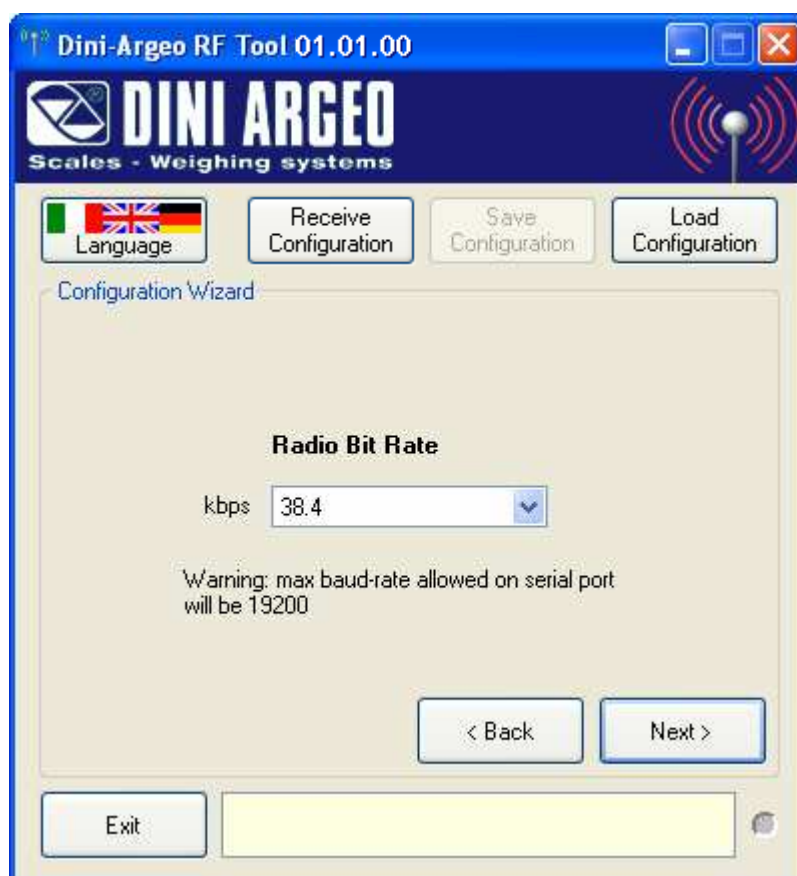 Dini-Argeo RF Tool 01.01.00
DINI ARGEO
Scales - Weighing systems
Language
Receive
Configuration
Save
Configuration
Load
Configuration
Configuration Wizard
Radio Bit Rate
kbps 38.4
Warning: max baud-rate allowed on serial port
will be 19200
< Back
Next >
Exit